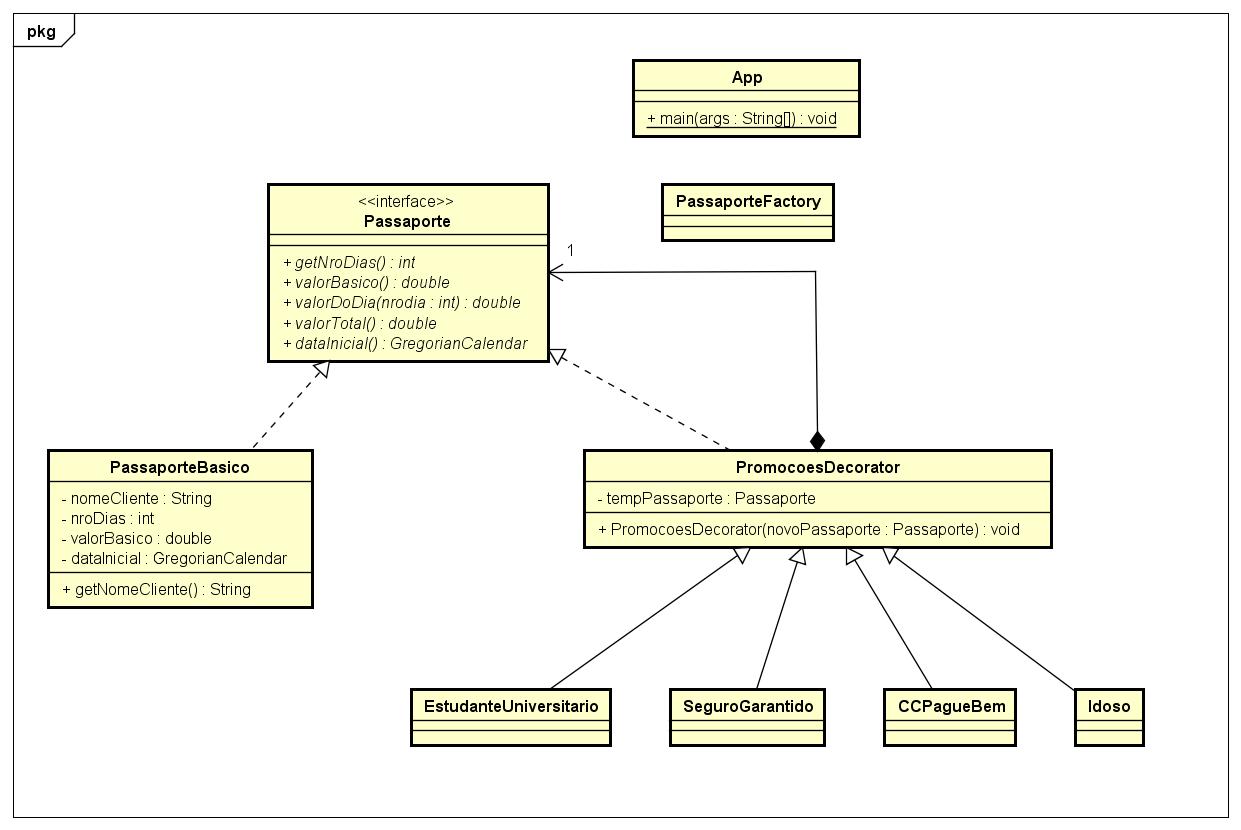 pkg
App
+ main(args : String[]) : void
<<interface>>
Passaporte
+ getNroDias() : int
+ valorBasico() : double
+ valorDoDia(nrodia : int) : double
+ valorTotal() : double
+ dataInicial() : GregorianCalendar
PassaporteFactory
1
PassaporteBasico
- nomeCliente : String
- nroDias : int
- valorBasico : double
- dataInicial : GregorianCalendar
+ getNomeCliente() : String
PromocoesDecorator
- tempPassaporte : Passaporte
+ PromocoesDecorator(novoPassaporte : Passaporte) : void
EstudanteUniversitario
SeguroGarantido
CCPagueBem
Idoso